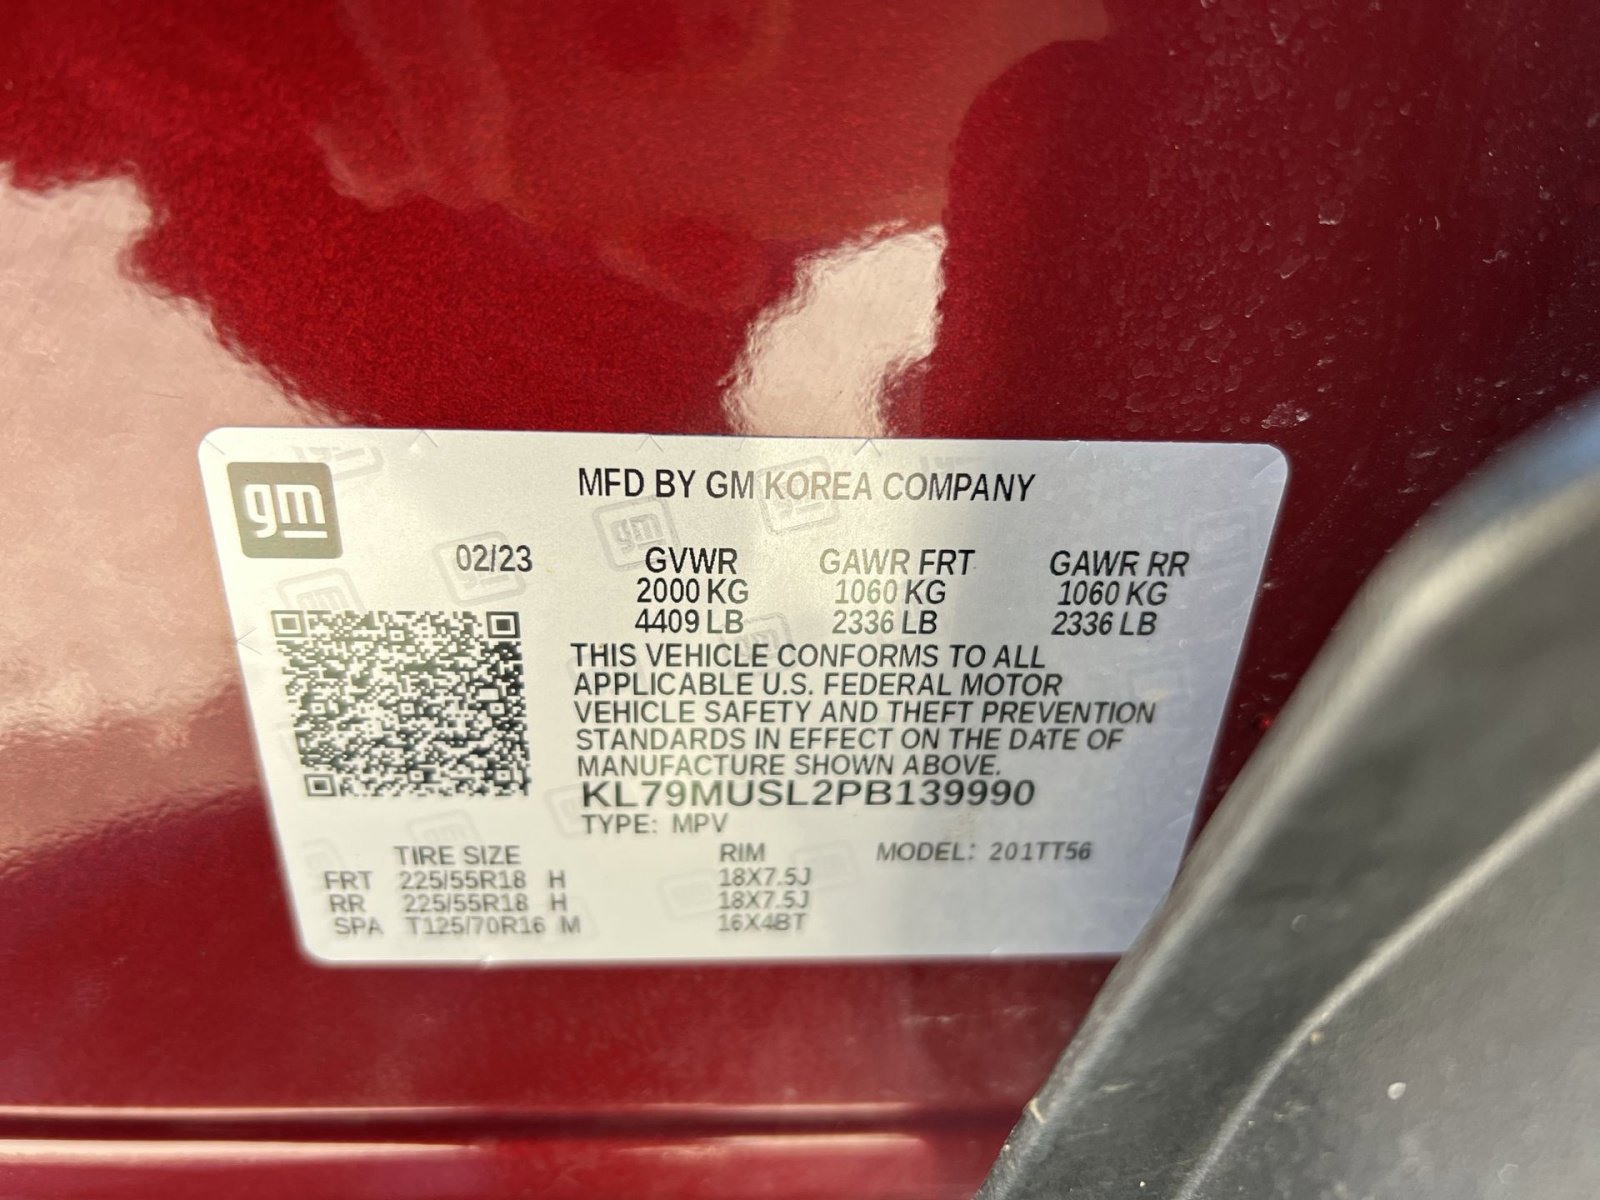 gm
MFD BY GM KOREA COMPANY
02/23
GVWR GAWR FRT GAWR RR
2000 KG 1060 KG 1060 KG
4409 LB 2336 LB 2336 LB
THIS VEHICLE CONFORMS TO ALL
APPLICABLE U.S. FEDERAL MOTOR
VEHICLE SAFETY AND THEFT PREVENTION
STANDARDS IN EFFECT ON THE DATE OF
MANUFACTURE SHOWN ABOVE.
KL79MUSL2PB139990
TYPE: MPV
TIRE SIZE RIM MODEL: 201TT56
FRT 225/55R18 H 18X7.5J
RR 225/55R18 H 18X7.5J
SPA T125/70R16 M 16X4BT